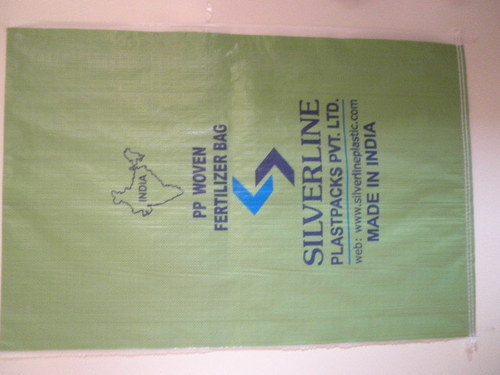 INDIA
PP WOVEN
FERTILIZER BAG
SILVERLINE
PLASTPACKS PVT. LTD.
web: www.silverlineplastic.com
MADE IN INDIA